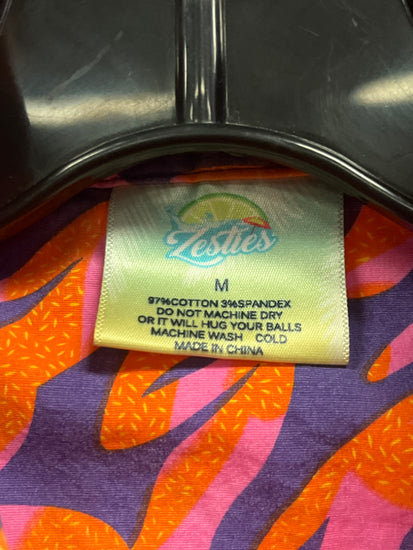 Zesties
M
97%COTTON 3%SPANDEX
DO NOT MACHINE DRY
OR IT WILL HUG YOUR BALLS
MACHINE WASH COLD
MADE IN CHINA